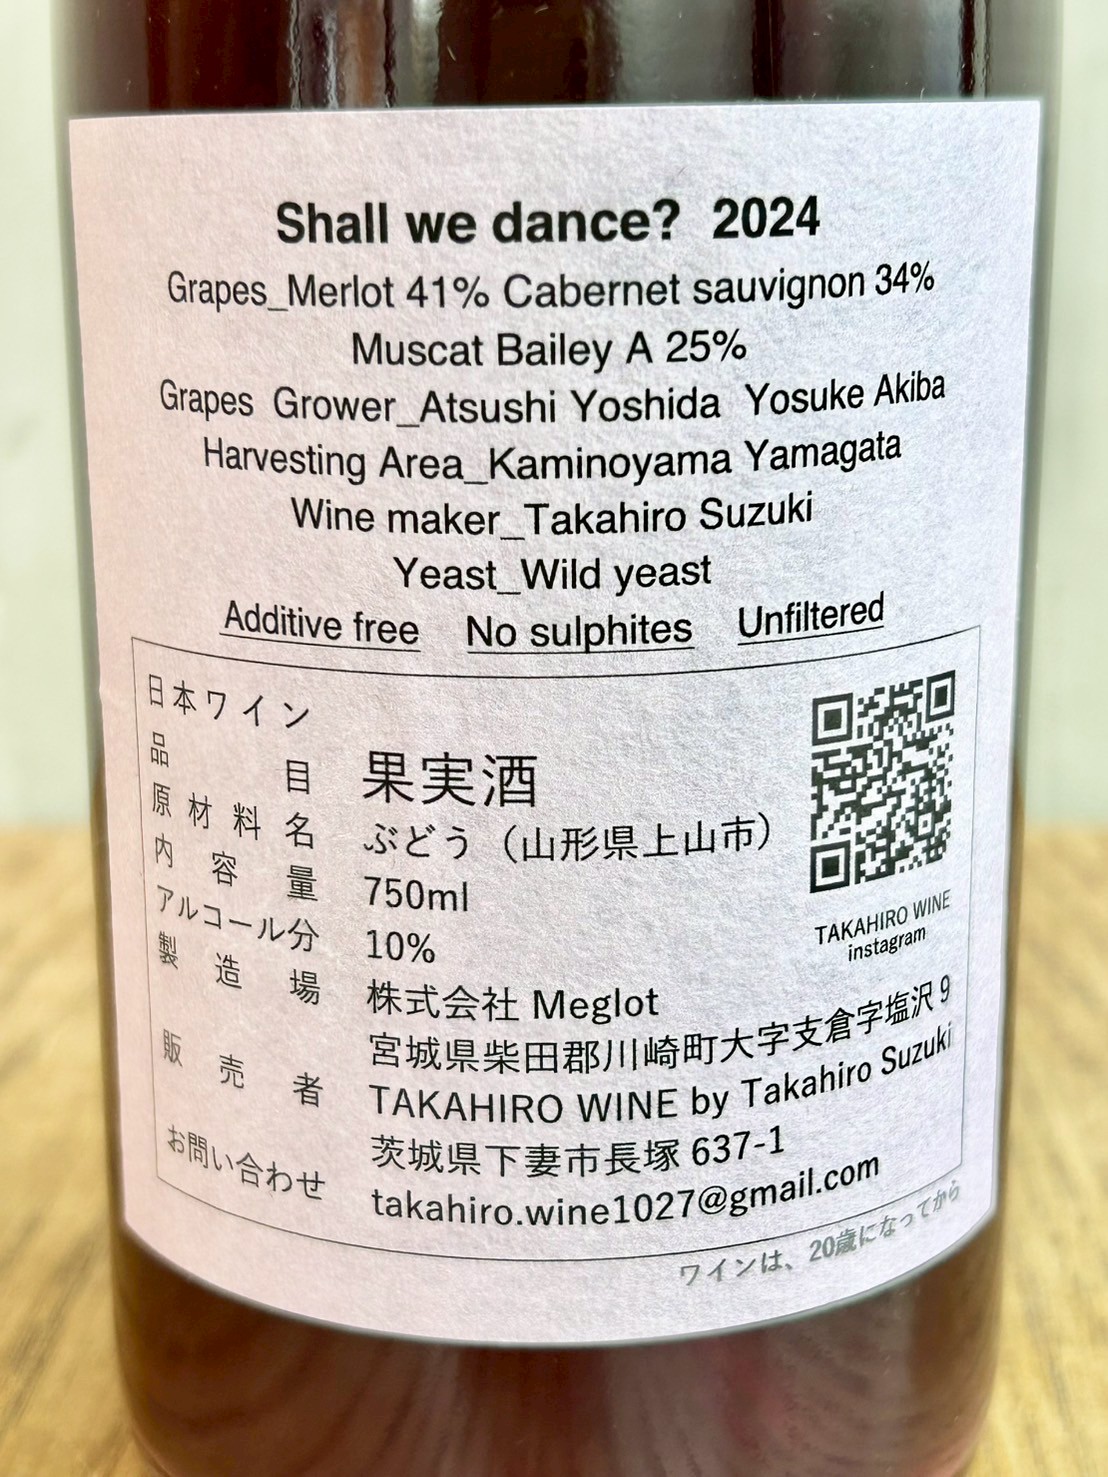 Shall we dance? 2024
Grapes_Merlot 41% Cabernet sauvignon 34%
Muscat Bailey A 25%
Grapes Grower_Atsushi Yoshida Yosuke Akiba
Harvesting Area_Kaminoyama Yamagata
Wine maker_Takahiro Suzuki
Yeast_Wild yeast
Additive free No sulphites Unfiltered
日本ワイン
品目 果実酒
原材料名 ぶどう（山形県上山市）
内容量 750ml
アルコール分 10%
製造場 株式会社 Meglot
宮城県柴田郡川崎町大字支倉字塩沢 9
販売者 TAKAHIRO WINE by Takahiro Suzuki
茨城県下妻市長塚 637-1
お問い合わせ takahiro.wine1027@gmail.com
TAKAHIRO WINE
instagram
ワインは、20歳になってから